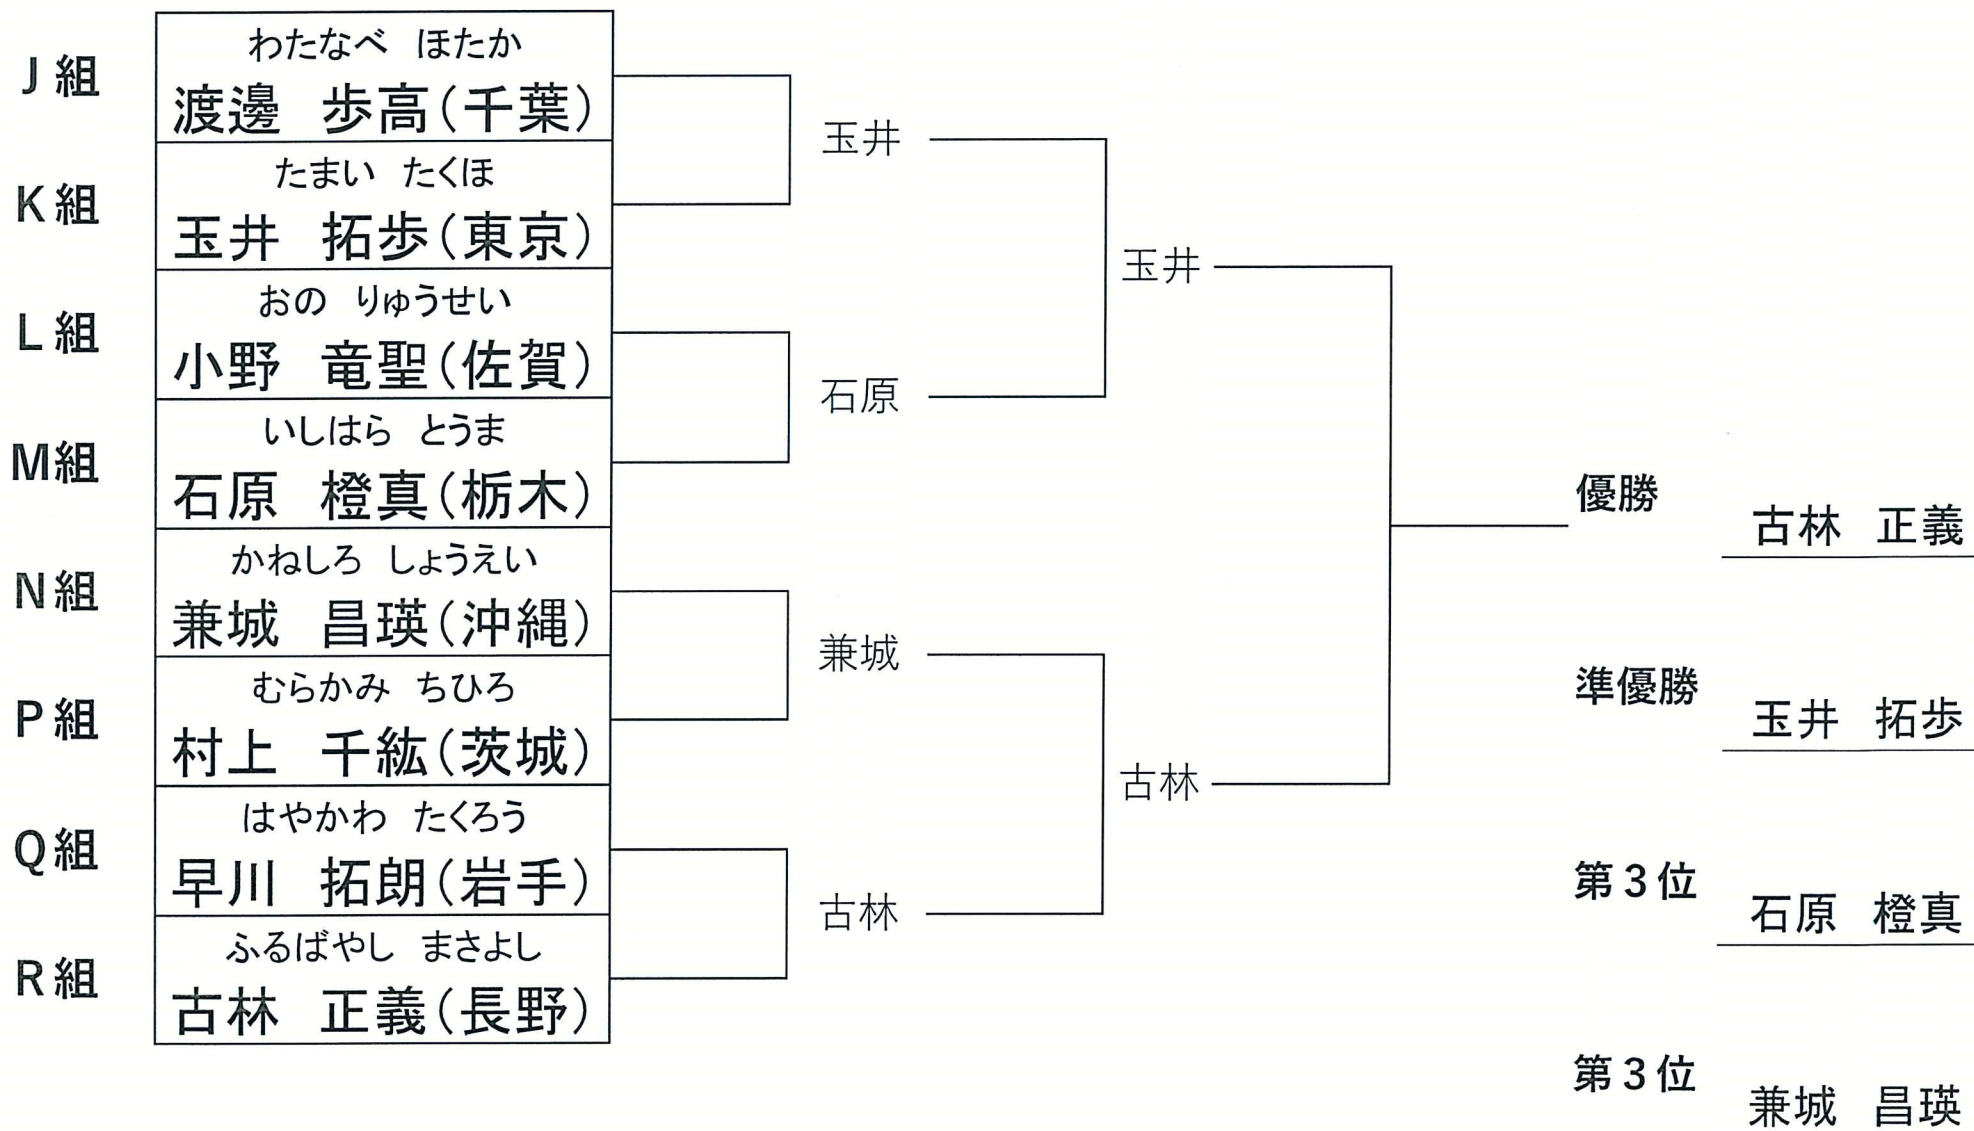 J組
わたなべ ほたか
渡邊 歩高(千葉)
K組
たまい たくほ
玉井 拓歩(東京)
L組
おの りゅうせい
小野 竜聖(佐賀)
M組
いしはら とうま
石原 橙真(栃木)
N組
かねしろ しょうえい
兼城 昌瑛(沖縄)
P組
むらかみ ちひろ
村上 千紘(茨城)
Q組
はやかわ たくろう
早川 拓朗(岩手)
R組
ふるばやし まさよし
古林 正義(長野)
玉井
石原
兼城
古林
玉井
古林
優勝
古林 正義
準優勝
玉井 拓歩
第3位
石原 橙真
第3位
兼城 昌瑛